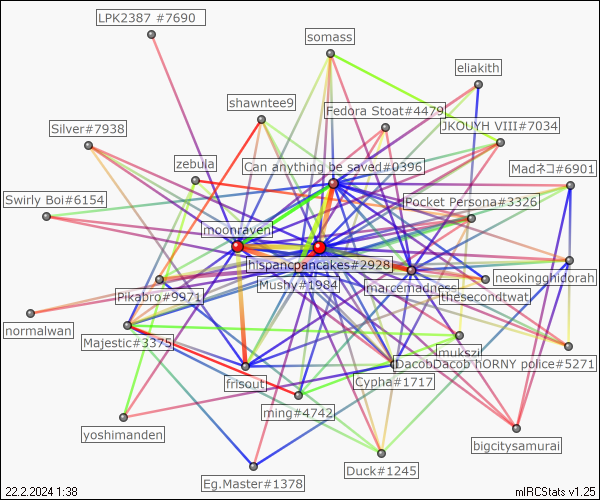 LPK2387 #7690
somass
eliakith
shawntee9
Fedora Stoat#4479
Silver#7938
JKOUYH VIII#7034
zebula
Can anything be saved#0396
Madネコ#6901
Swirly Boi#6154
Pocket Persona#3326
moonraven
hispancpancakes#2928
neokingghidorah
Mushy#1984
marcemadness
Pikabro#9971
thesecondtwat
normalwan
Majestic#3375
mukszi
DacobDacob hORNY police#5271
frisout
Cypha#1717
ming#4742
yoshimanden
bigcitysamurai
Duck#1245
Eg.Master#1378
22.2.2024 1:38
mIRCStats v1.25